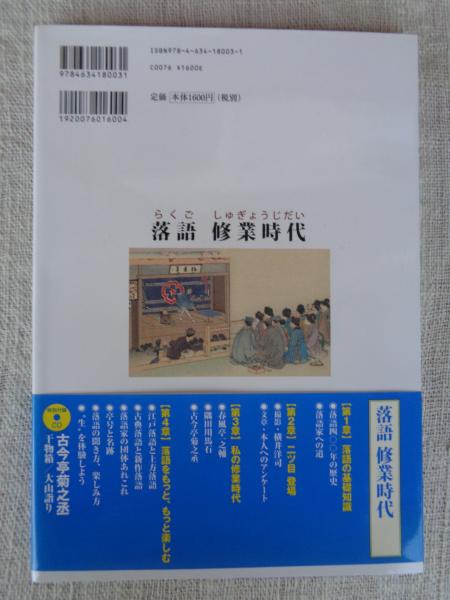 ISBN978-4-634-18003-1
C0076 ¥1600E
9784634180031
定価 本体1600円(税別)
1920076016004
らくご しゅぎょうじだい
落語 修業時代
落語 修業時代
【第1章】落語の基礎知識
●落語四〇〇年の歴史
●落語家への道
【第2章】二ツ目 登場
●撮影・横井洋司
●文章・本人へのアンケート
【第3章】私の修業時代
●春風亭一之輔
●隅田川馬石
●古今亭菊之丞
【第4章】落語をもっと、もっと楽しむ
●江戸落語と上方落語
●古典落語と新作落語
●落語家の団体あれこれ
●亭号と名跡
●落語の聞き方、楽しみ方
●"生"を体験しよう
特別付録
CD
古今亭菊之丞
干物箱/大山詣り